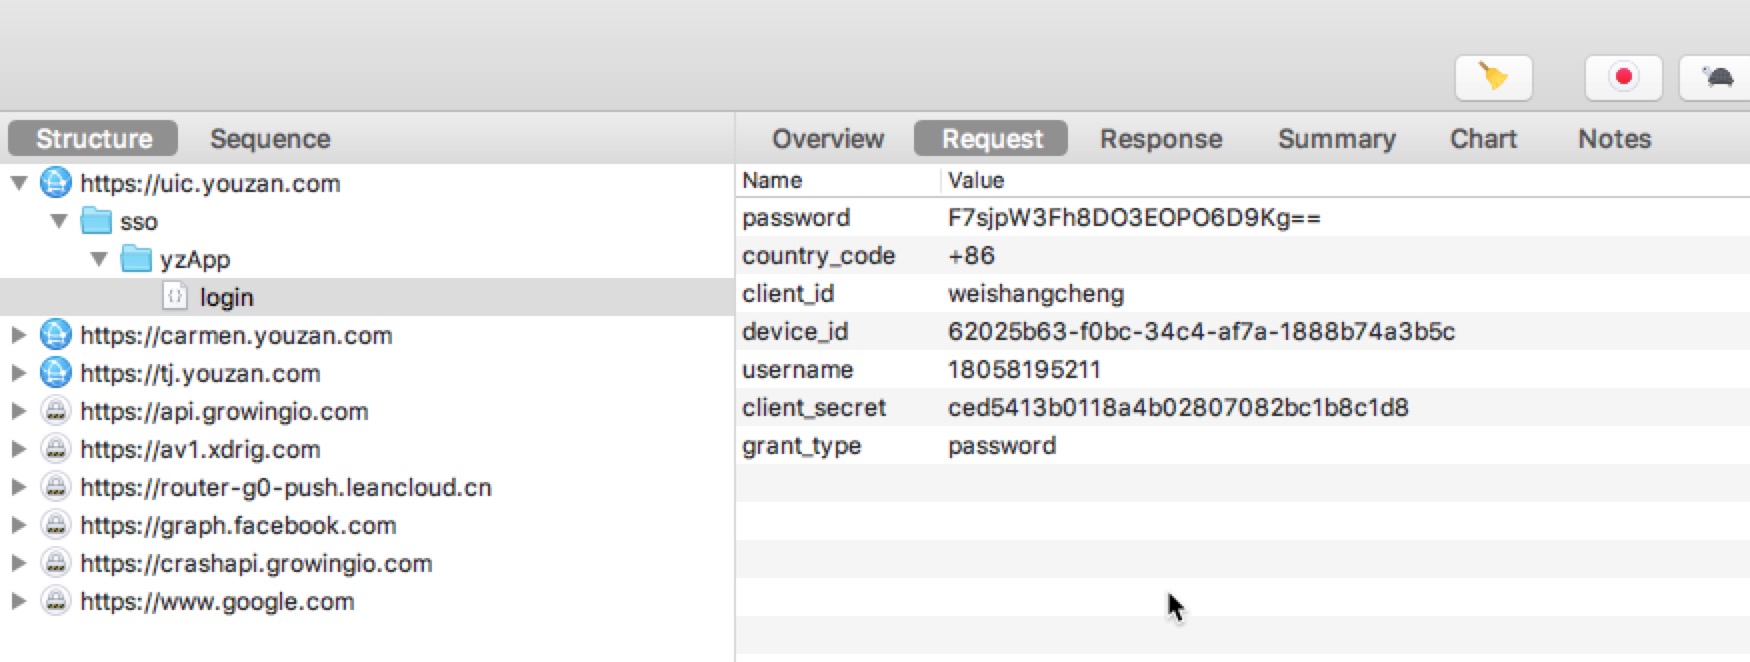 Structure Sequence
https://uic.youzan.com
sso
yzApp
login
https://carmen.youzan.com
https://tj.youzan.com
https://api.growingio.com
https://av1.xdrig.com
https://router-g0-push.leancloud.cn
https://graph.facebook.com
https://crashapi.growingio.com
https://www.google.com
Overview Request Response Summary Chart Notes
Name Value
password F7sjpW3Fh8DO3EOPO6D9Kg==
country_code +86
client_id weishangcheng
device_id 62025b63-f0bc-34c4-af7a-1888b74a3b5c
username 18058195211
client_secret ced5413b0118a4b02807082bc1b8c1d8
grant_type password